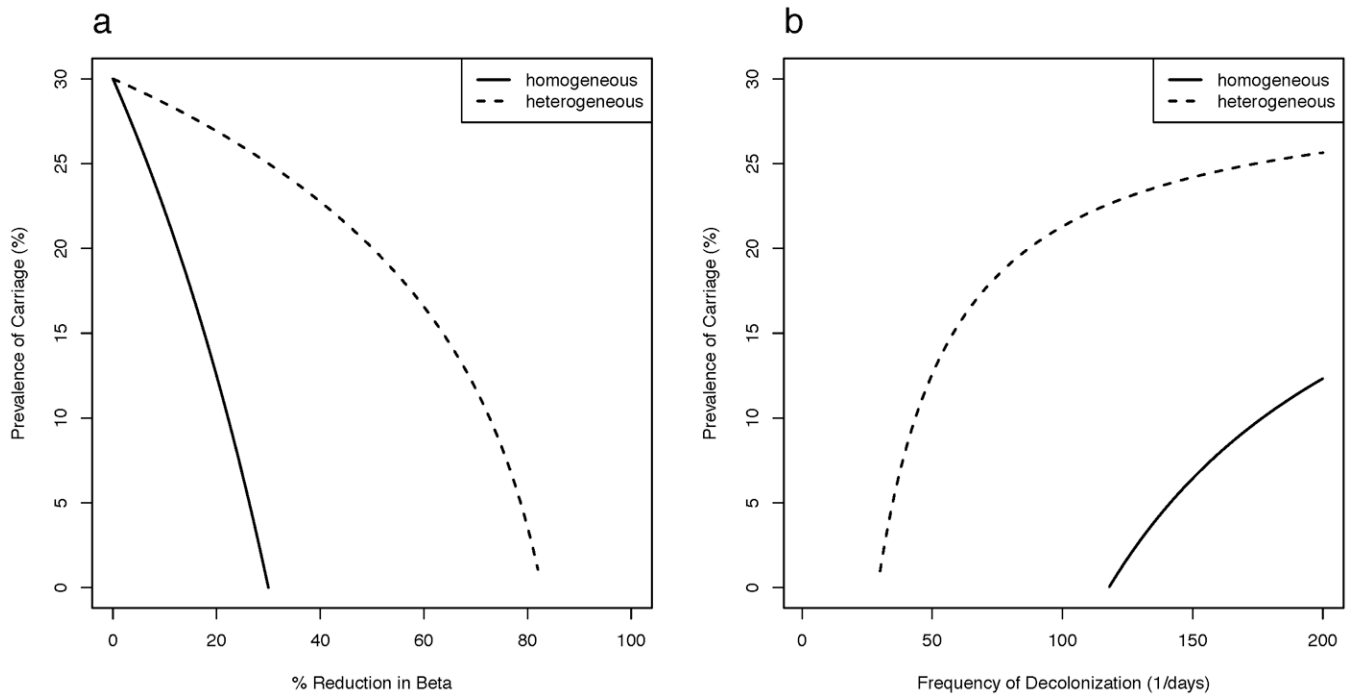 a
homogeneous
heterogeneous
30
25
20
15
10
5
0
Prevalence of Carriage (%)
0 20 40 60 80 100
% Reduction in Beta
b
homogeneous
heterogeneous
30
25
20
15
10
5
0
Prevalence of Carriage (%)
0 50 100 150 200
Frequency of Decolonization (1/days)